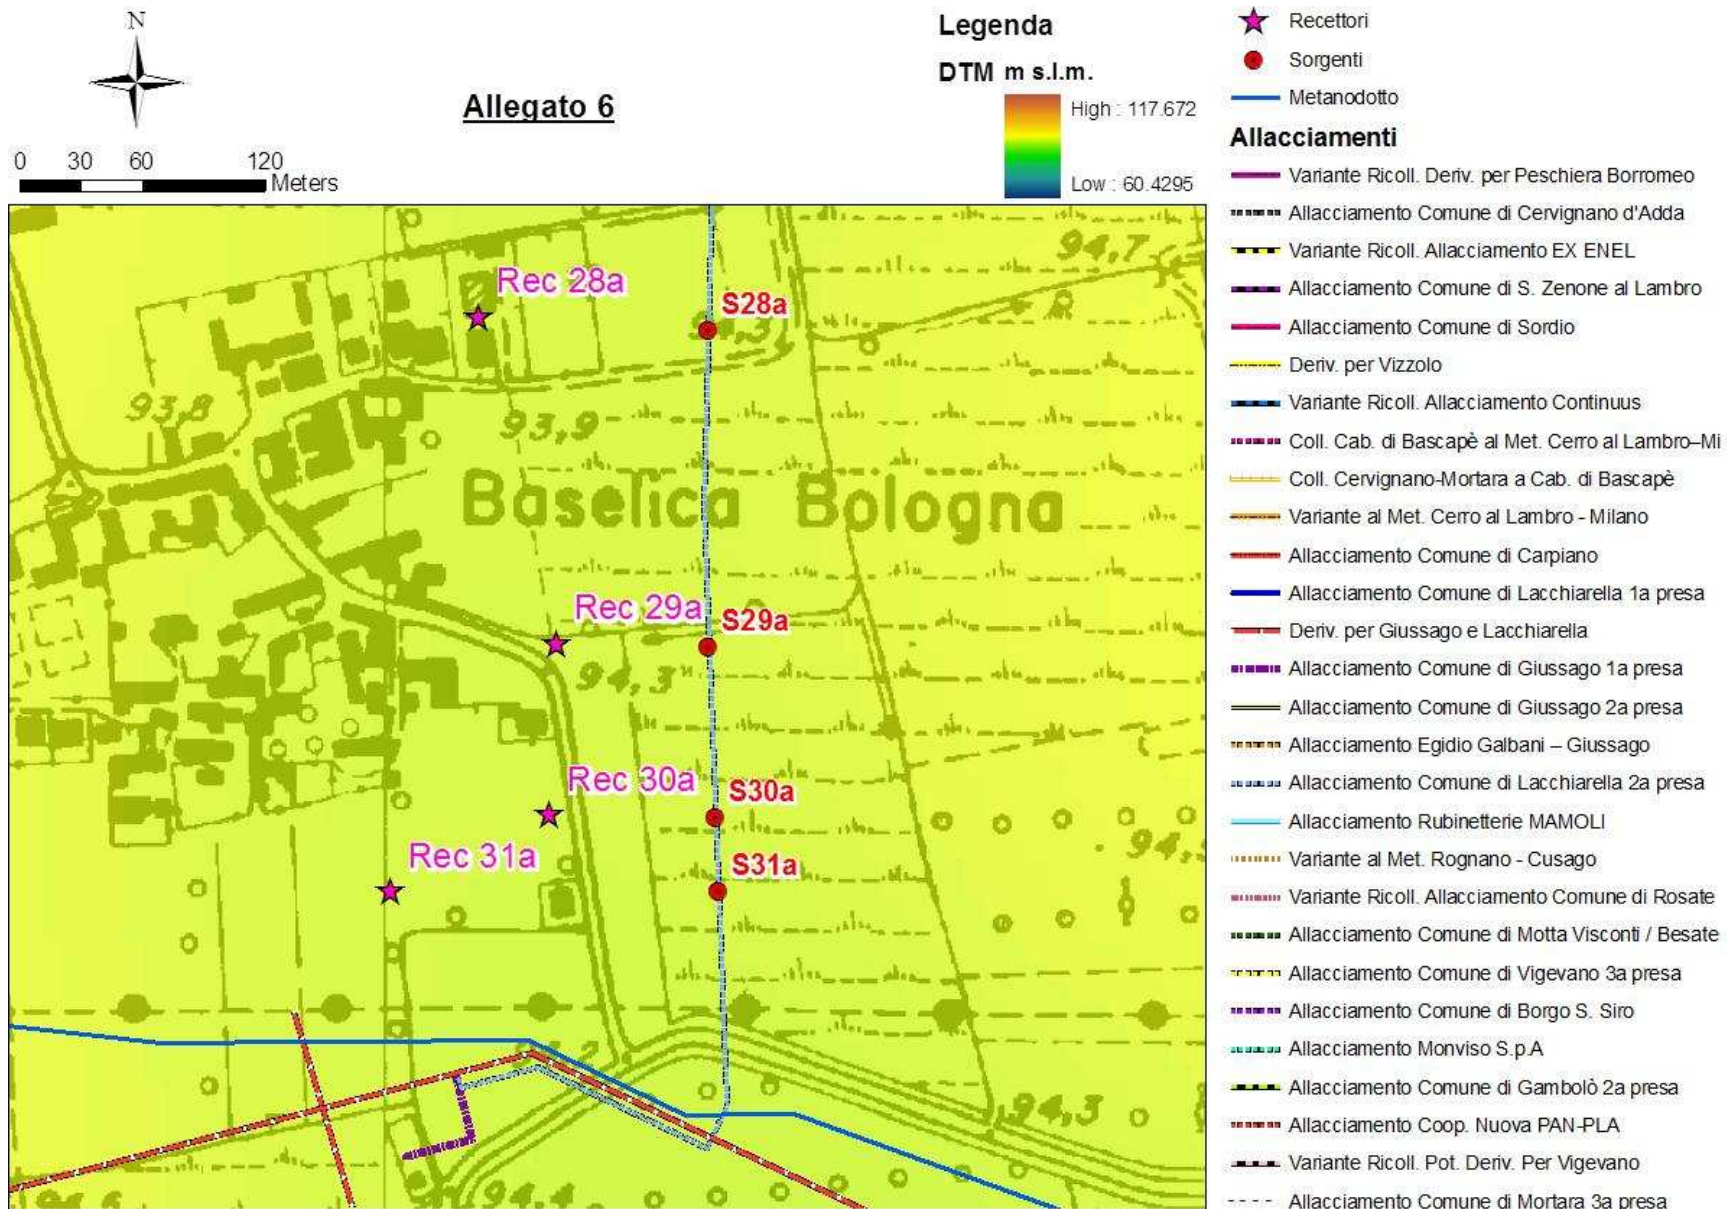 N
Allegato 6
0 30 60 120
Meters
Legenda
DTM m s.l.m.
High : 117.672
Low : 60.4295
Recettori
Sorgenti
Metanodotto
Allacciamenti
Variante Ricoll. Deriv. per Peschiera Borromeo
Allacciamento Comune di Cervignano d'Adda
Variante Ricoll. Allacciamento EX ENEL
Allacciamento Comune di S. Zenone al Lambro
Allacciamento Comune di Sordio
Deriv. per Vizzolo
Variante Ricoll. Allacciamento Continuus
Coll. Cab. di Bascapè al Met. Cerro al Lambro–Mi
Coll. Cervignano-Mortara a Cab. di Bascapè
Variante al Met. Cerro al Lambro - Milano
Allacciamento Comune di Carpiano
Allacciamento Comune di Lacchiarella 1a presa
Deriv. per Giussago e Lacchiarella
Allacciamento Comune di Giussago 1a presa
Allacciamento Comune di Giussago 2a presa
Allacciamento Egidio Galbani – Giussago
Allacciamento Comune di Lacchiarella 2a presa
Allacciamento Rubinetterie MAMOLI
Variante al Met. Rognano - Cusago
Variante Ricoll. Allacciamento Comune di Rosate
Allacciamento Comune di Motta Visconti / Besate
Allacciamento Comune di Vigevano 3a presa
Allacciamento Comune di Borgo S. Siro
Allacciamento Monviso S.p.A
Allacciamento Comune di Gambolò 2a presa
Allacciamento Coop. Nuova PAN-PLA
Variante Ricoll. Pot. Deriv. Per Vigevano
Allacciamento Comune di Mortara 3a presa
94,7
Rec 28a
S28a
93,8
93,9
Baselica Bologna
Rec 29a
S29a
94,3
Rec 30a
S30a
Rec 31a
S31a
94,3
94,4